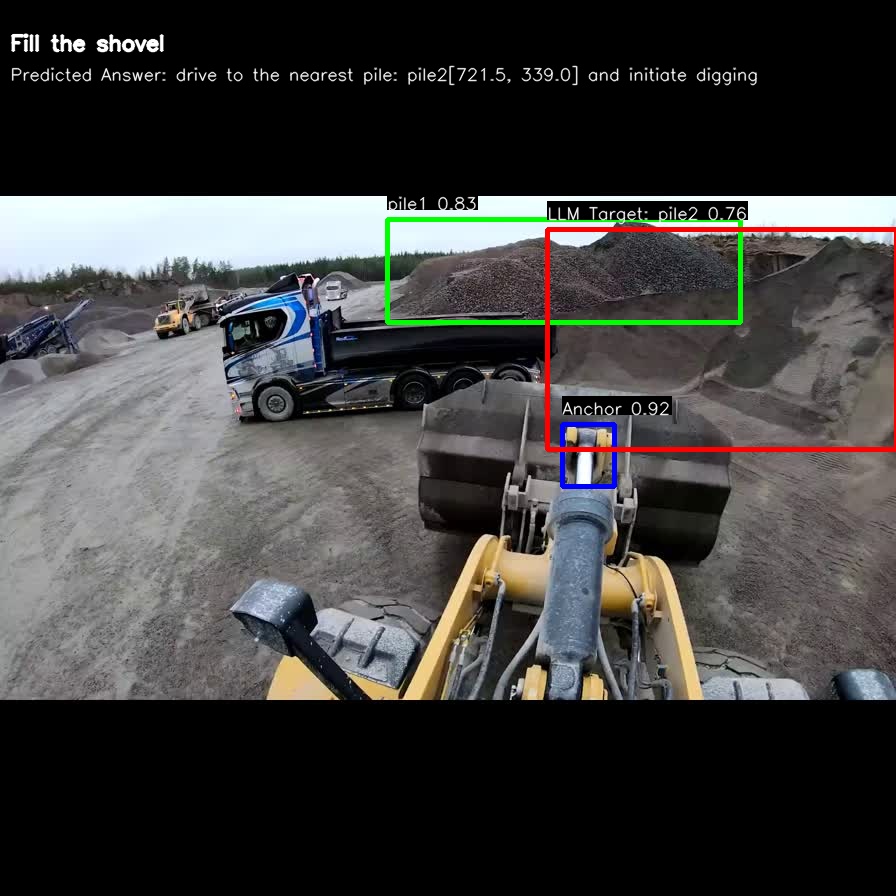 Fill the shovel
Predicted Answer: drive to the nearest pile: pile2[721.5, 339.0] and initiate digging
pile1 0.83
LLM Target: pile2 0.76
Anchor 0.92